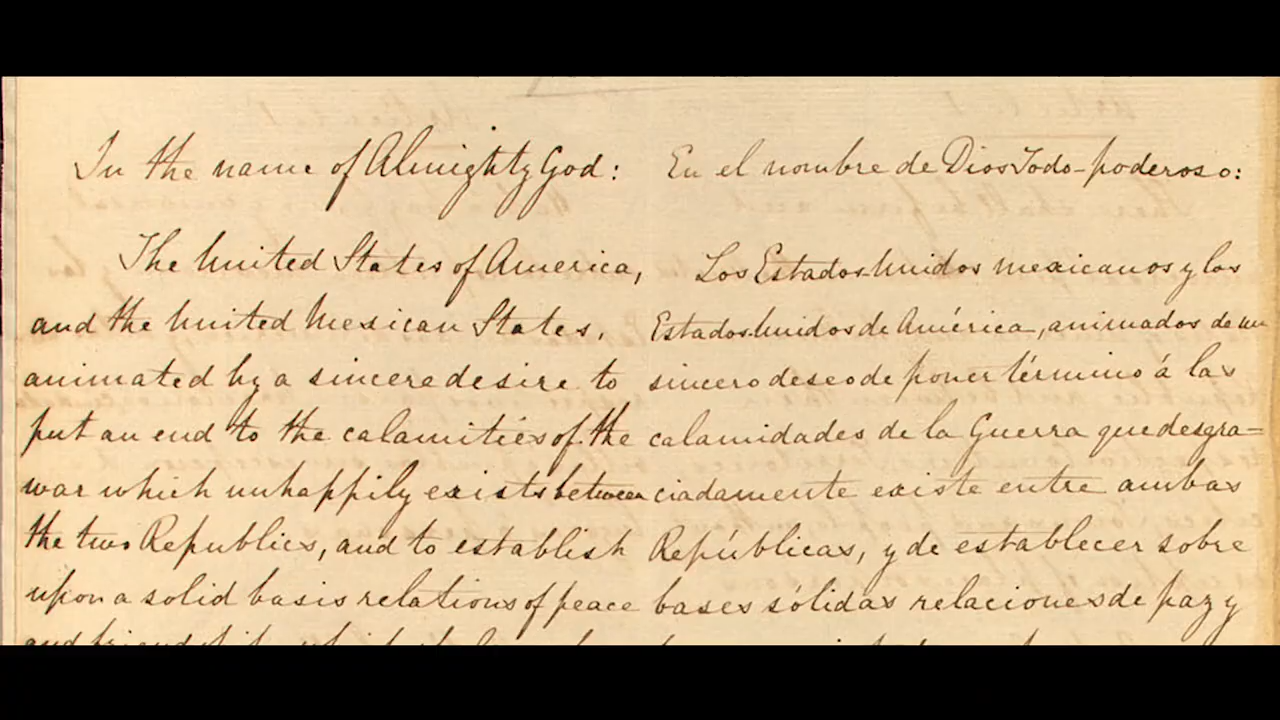 In the name of Almighty God:
The United States of America,
and the United Mexican States,
animated by a sincere desire to
put an end to the calamities of the
war which unhappily exists between
the two Republics, and to establish
upon a solid basis relations of peace
En el nombre de Dios Todo-poderoso:
Los Estados Unidos mexicanos y los
Estados Unidos de América, animados de un
sincero deseo de poner término á las
calamidades de la Guerra que desgra=
ciadamente existe entre ambas
Repúblicas, y de establecer sobre
bases sólidas relaciones de paz y